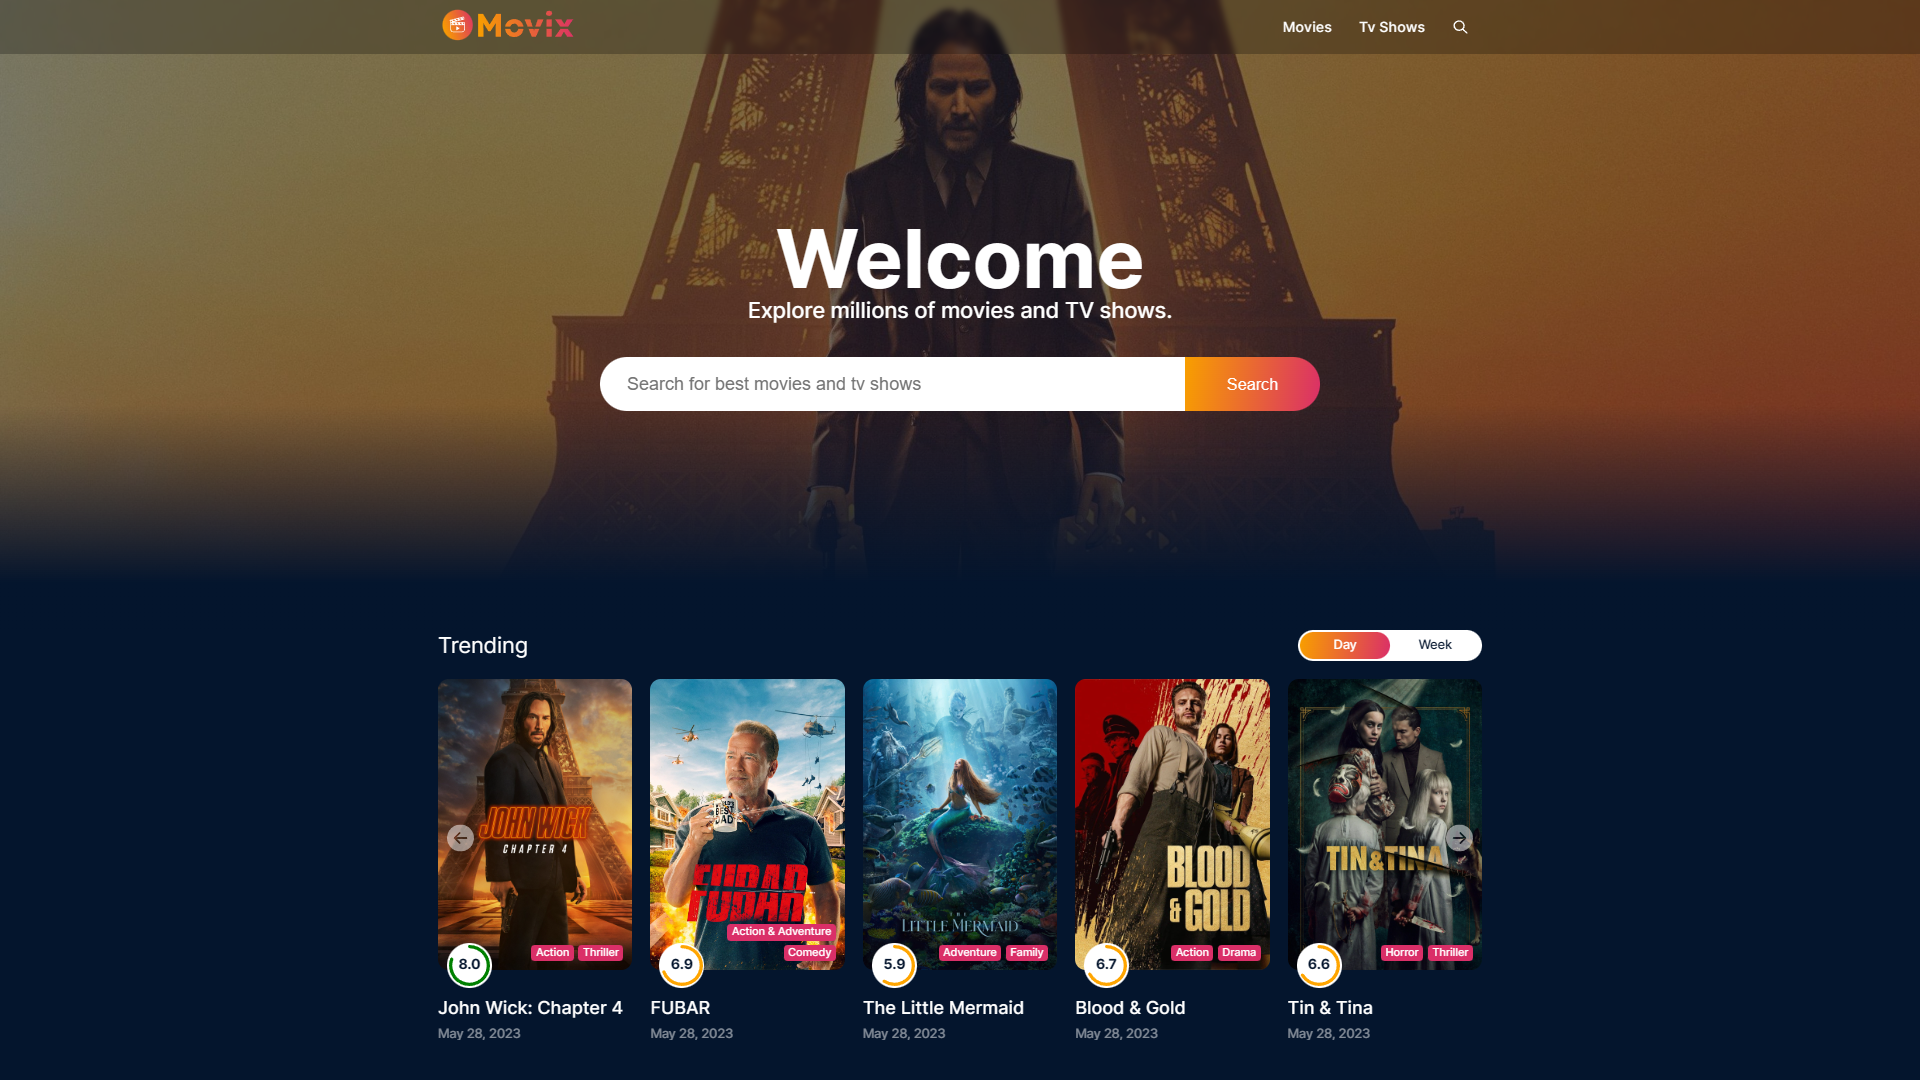 Movix
Movies
Tv Shows
Welcome
Explore millions of movies and TV shows.
Search for best movies and tv shows
Search
Trending
Day
Week
JOHN WICK
CHAPTER 4
8.0
Action
Thriller
John Wick: Chapter 4
May 28, 2023
BEST
DAD
FUBAR
FUBAR
Action & Adventure
6.9
Comedy
FUBAR
May 28, 2023
THE
LITTLE MERMAID
5.9
Adventure
Family
The Little Mermaid
May 28, 2023
BLOOD
& GOLD
6.7
Action
Drama
Blood & Gold
May 28, 2023
TIN & TINA
6.6
Horror
Thriller
Tin & Tina
May 28, 2023